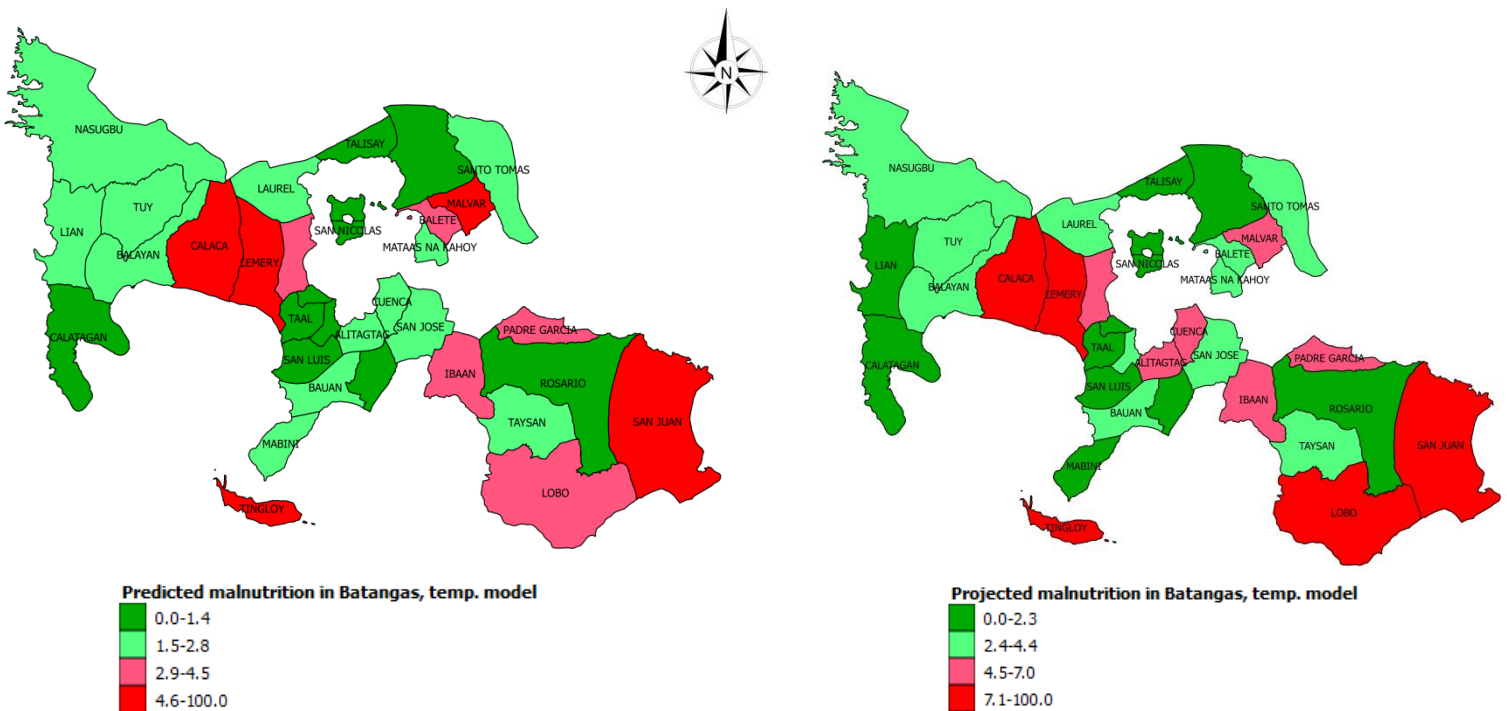 N
NASUGBU
TALISAY
SANTO TOMAS
LAUREL
MALVAR
TUY
BALETE
LIAN
SAN NICOLAS
MATAAS NA KAHOY
CALACA
BALAYAN
LEMERY
CUENCA
TAAL
SAN JOSE
ALITAGTAG
PADRE GARCIA
CALATAGAN
SAN LUIS
IBAAN
BAUAN
ROSARIO
TAYSAN
SAN JUAN
MABINI
LOBO
TINGLOY
Predicted malnutrition in Batangas, temp. model
0.0-1.4
1.5-2.8
2.9-4.5
4.6-100.0
NASUGBU
TALISAY
SANTO TOMAS
LAUREL
MALVAR
TUY
BALETE
LIAN
SAN NICOLAS
MATAAS NA KAHOY
CALACA
BALAYAN
LEMERY
CUENCA
TAAL
SAN JOSE
ALITAGTAG
PADRE GARCIA
CALATAGAN
SAN LUIS
IBAAN
BAUAN
ROSARIO
TAYSAN
SAN JUAN
MABINI
LOBO
TINGLOY
Projected malnutrition in Batangas, temp. model
0.0-2.3
2.4-4.4
4.5-7.0
7.1-100.0